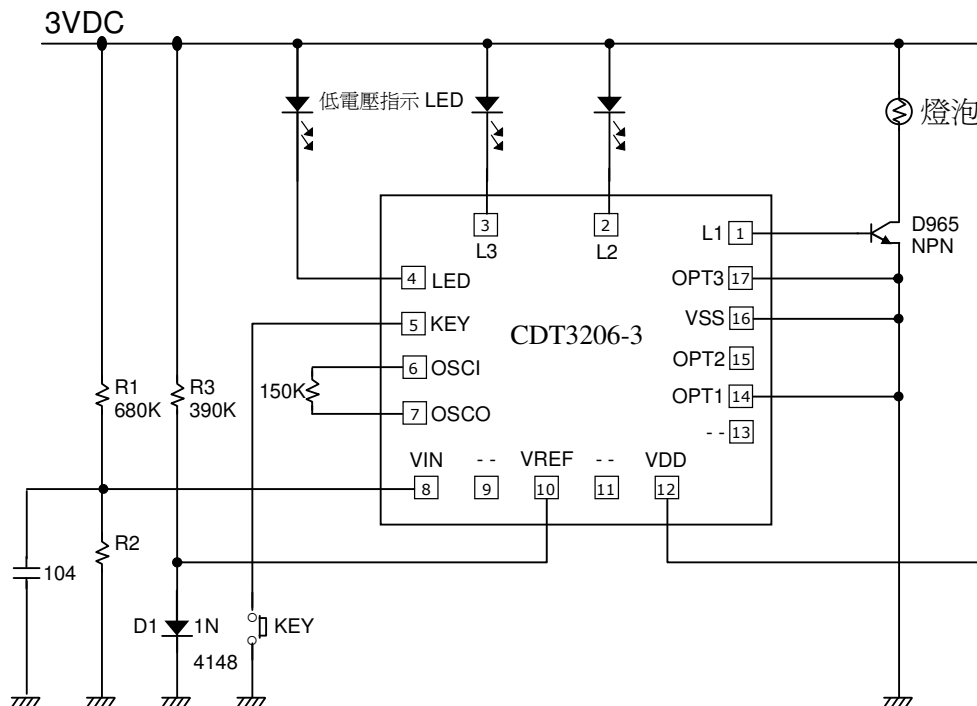 3VDC
低電壓指示 LED
燈泡
D965
NPN
3
L3
2
L2
L1 1
4 LED
OPT3 17
5 KEY
VSS 16
CDT3206-3
6 OSCI
OPT2 15
150K
7 OSCO
OPT1 14
R1
680K
R3
390K
- - 13
VIN
- -
VREF
- -
VDD
8
9
10
11
12
R2
104
D1
1N
4148
KEY